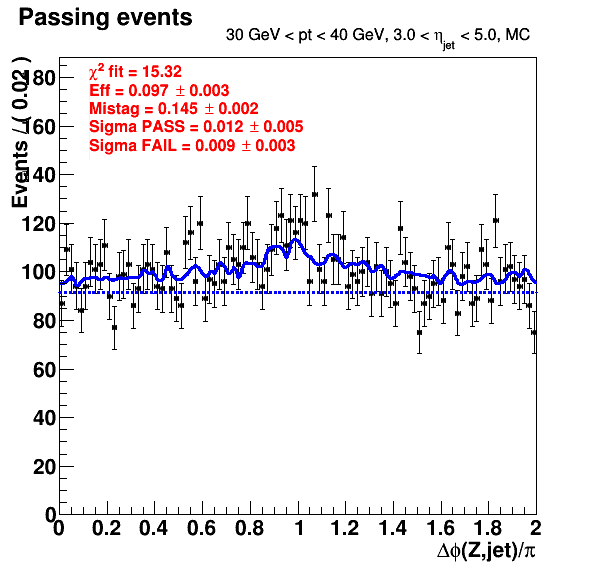 Passing events
30 GeV < pt < 40 GeV, 3.0 < η_jet < 5.0, MC
χ² fit = 15.32
Eff = 0.097 ± 0.003
Mistag = 0.145 ± 0.002
Sigma PASS = 0.012 ± 0.005
Sigma FAIL = 0.009 ± 0.003
Events / ( 0.02 )
180
160
140
120
100
80
60
40
20
0
0 0.2 0.4 0.6 0.8 1 1.2 1.4 1.6 1.8 2
Δφ(Z,jet)/π